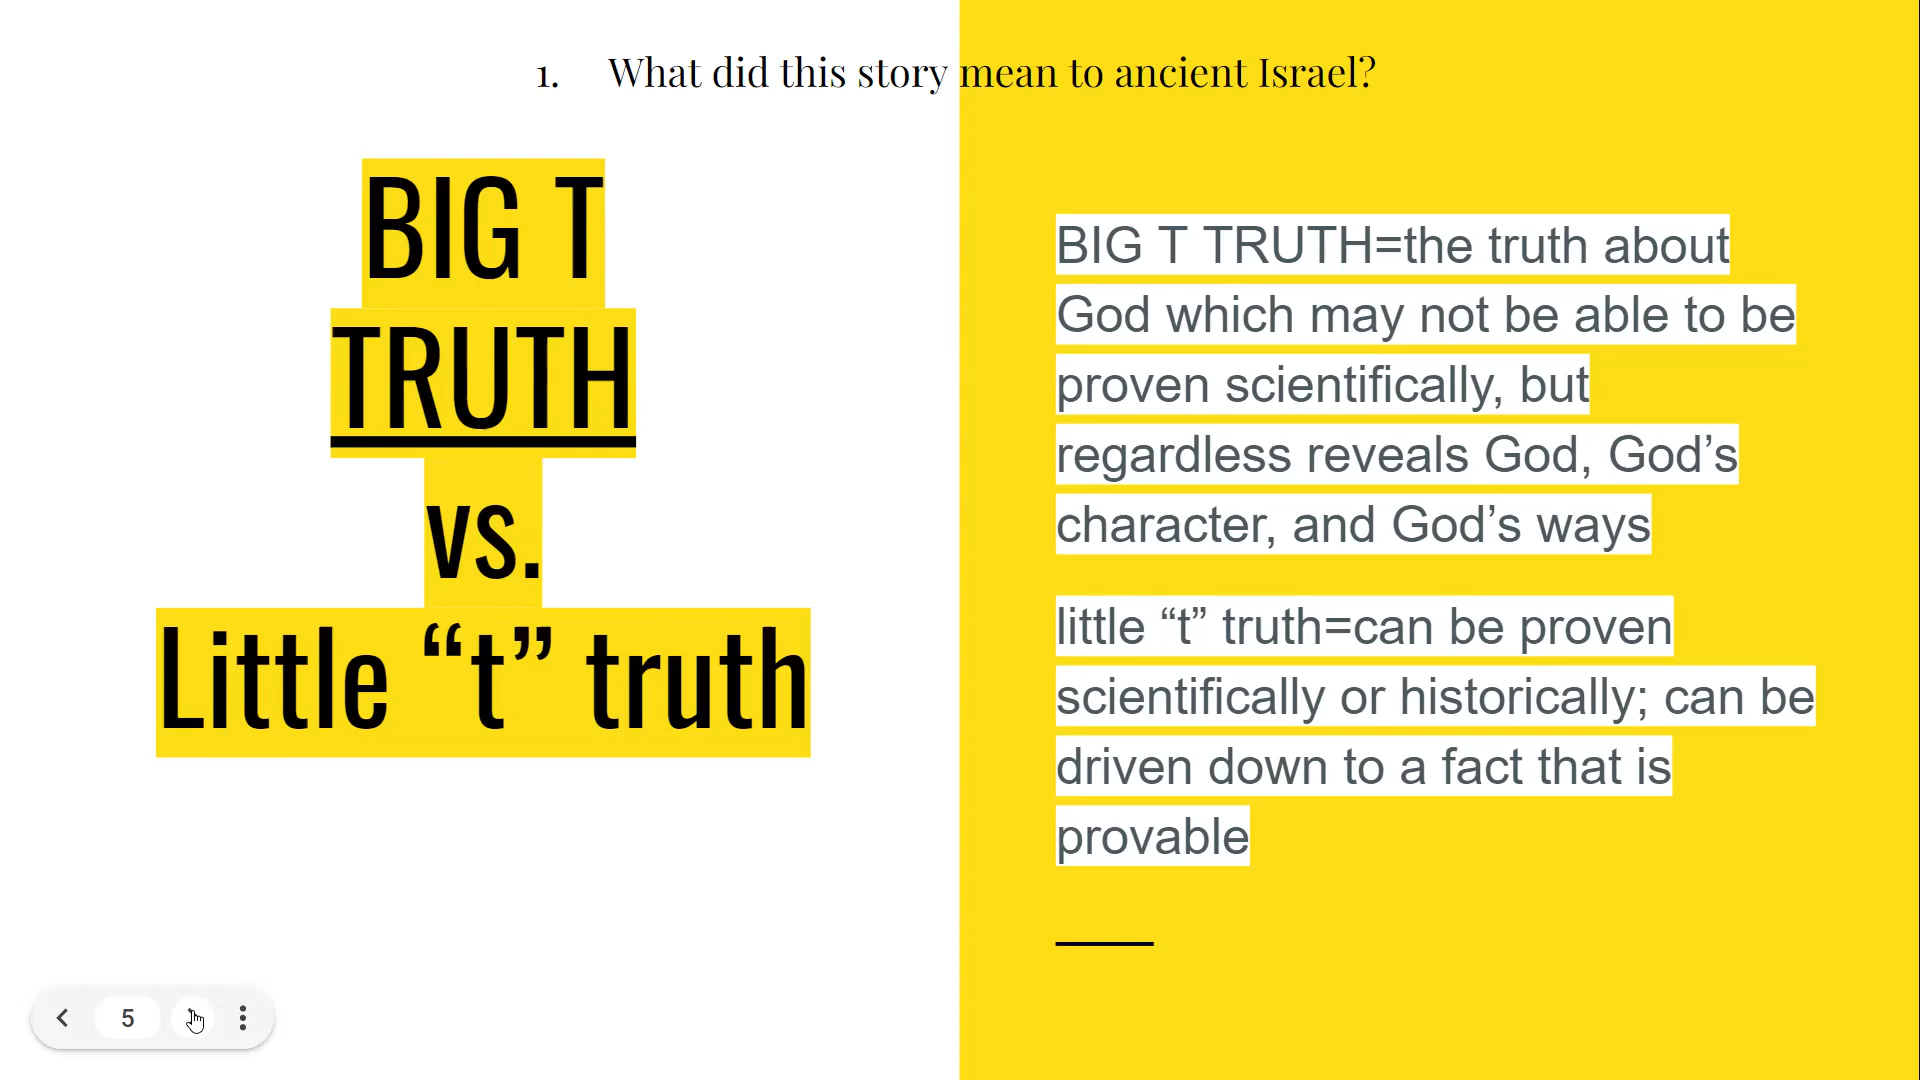 1. What did this story mean to ancient Israel?
BIG T
TRUTH
vs.
Little “t” truth
BIG T TRUTH=the truth about
God which may not be able to be
proven scientifically, but
regardless reveals God, God’s
character, and God’s ways
little “t” truth=can be proven
scientifically or historically; can be
driven down to a fact that is
provable
5